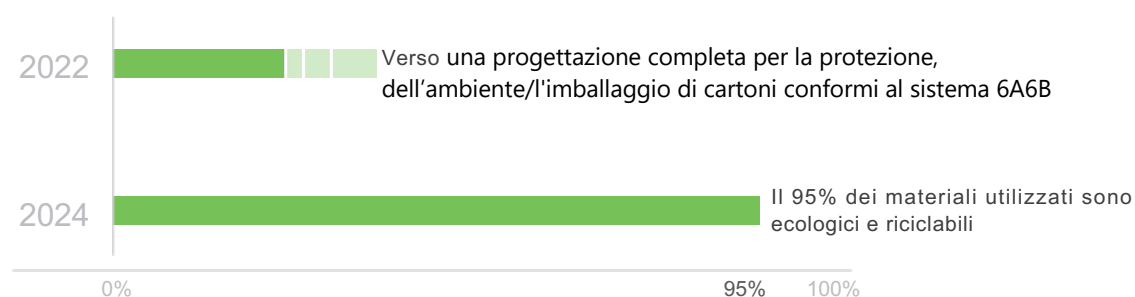 2022
Verso una progettazione completa per la protezione,
dell’ambiente/l'imballaggio di cartoni conformi al sistema 6A6B
2024
Il 95% dei materiali utilizzati sono
ecologici e riciclabili
0% 95% 100%